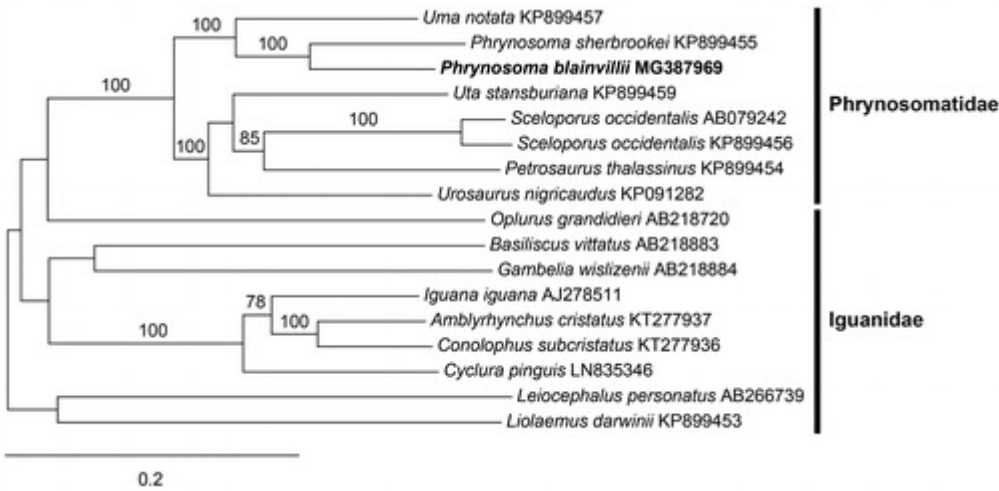 100
Uma notata KP899457
100
Phrynosoma sherbrookei KP899455
Phrynosoma blainvillii MG387969
100
Uta stansburiana KP899459
Phrynosomatidae
100
Sceloporus occidentalis AB079242
100
85
Sceloporus occidentalis KP899456
Petrosaurus thalassinus KP899454
Urosaurus nigricaudus KP091282
Oplurus grandidieri AB218720
Basiliscus vittatus AB218883
Gambelia wislizenii AB218884
78
Iguana iguana AJ278511
100
Amblyrhynchus cristatus KT277937
Iguanidae
100
Conolophus subcristatus KT277936
Cyclura pinguis LN835346
Leiocephalus personatus AB266739
Liolaemus darwinii KP899453
0.2